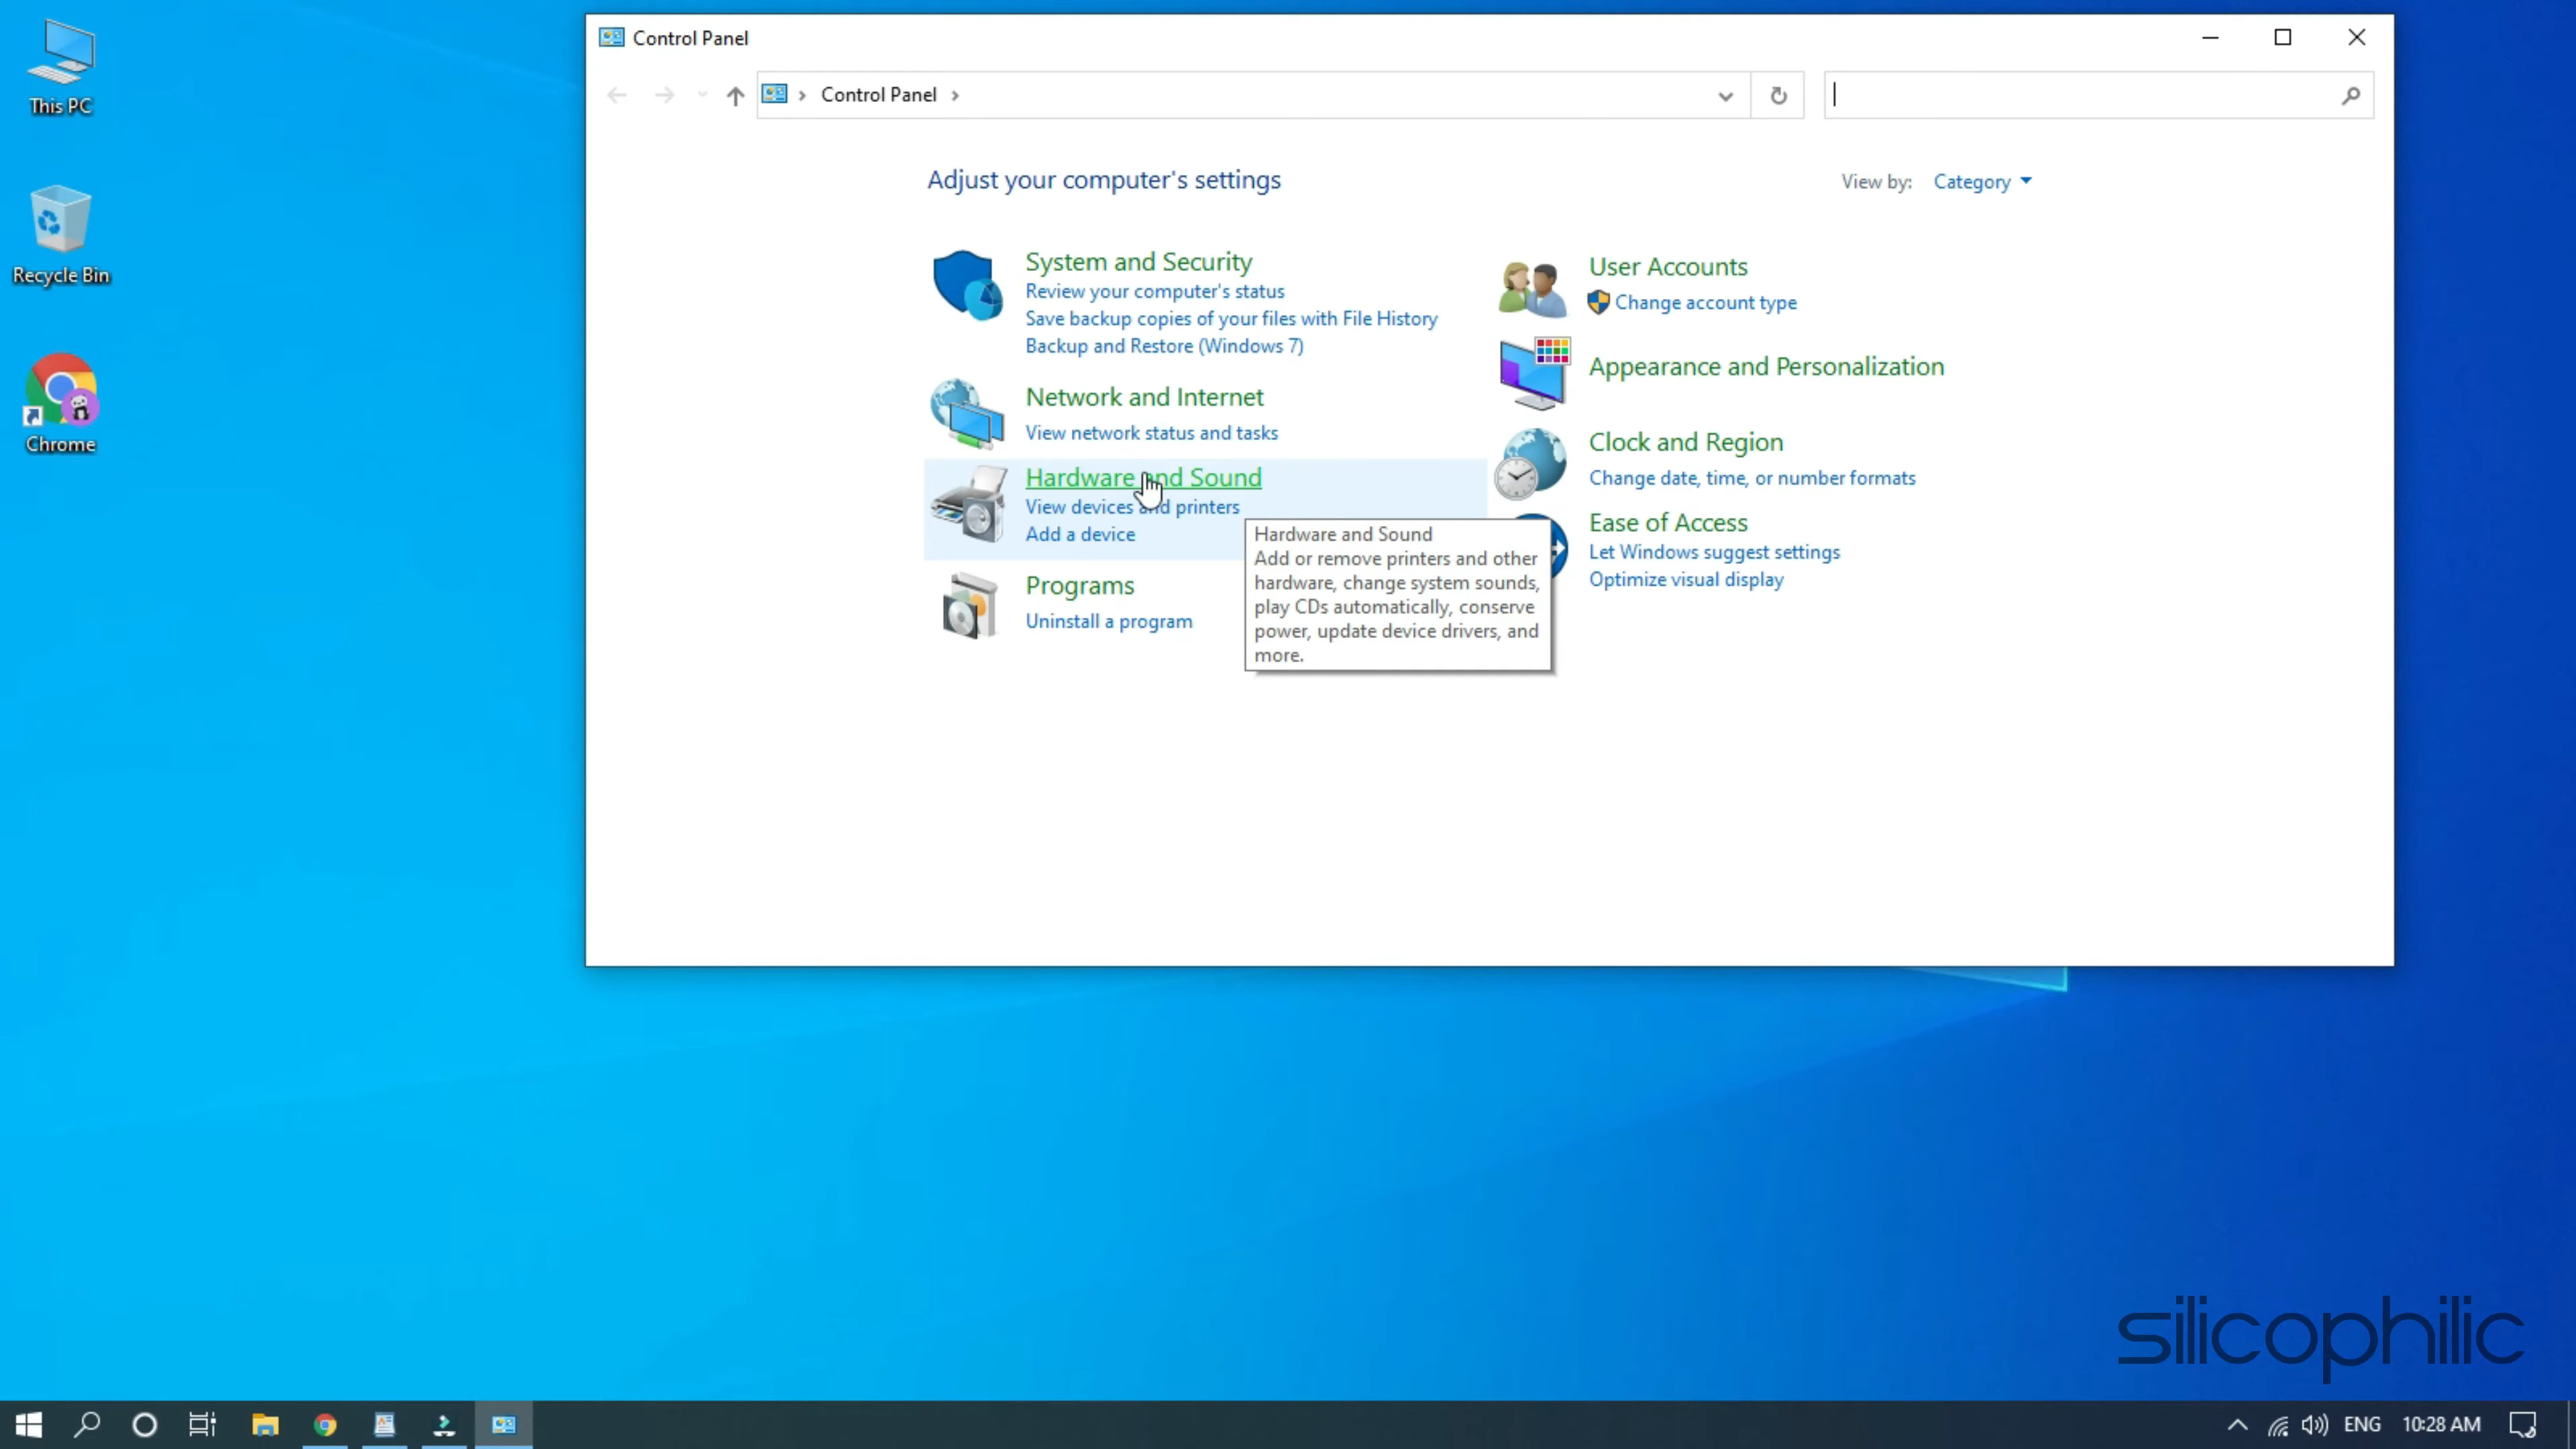 This PC
Recycle Bin
Chrome
Control Panel
Control Panel
Adjust your computer's settings
View by: Category
System and Security
Review your computer's status
Save backup copies of your files with File History
Backup and Restore (Windows 7)
Network and Internet
View network status and tasks
Hardware and Sound
View devices and printers
Add a device
Programs
Uninstall a program
User Accounts
Change account type
Appearance and Personalization
Clock and Region
Change date, time, or number formats
Ease of Access
Let Windows suggest settings
Optimize visual display
Hardware and Sound
Add or remove printers and other
hardware, change system sounds,
play CDs automatically, conserve
power, update device drivers, and
more.
silicophilic
ENG 10:28 AM